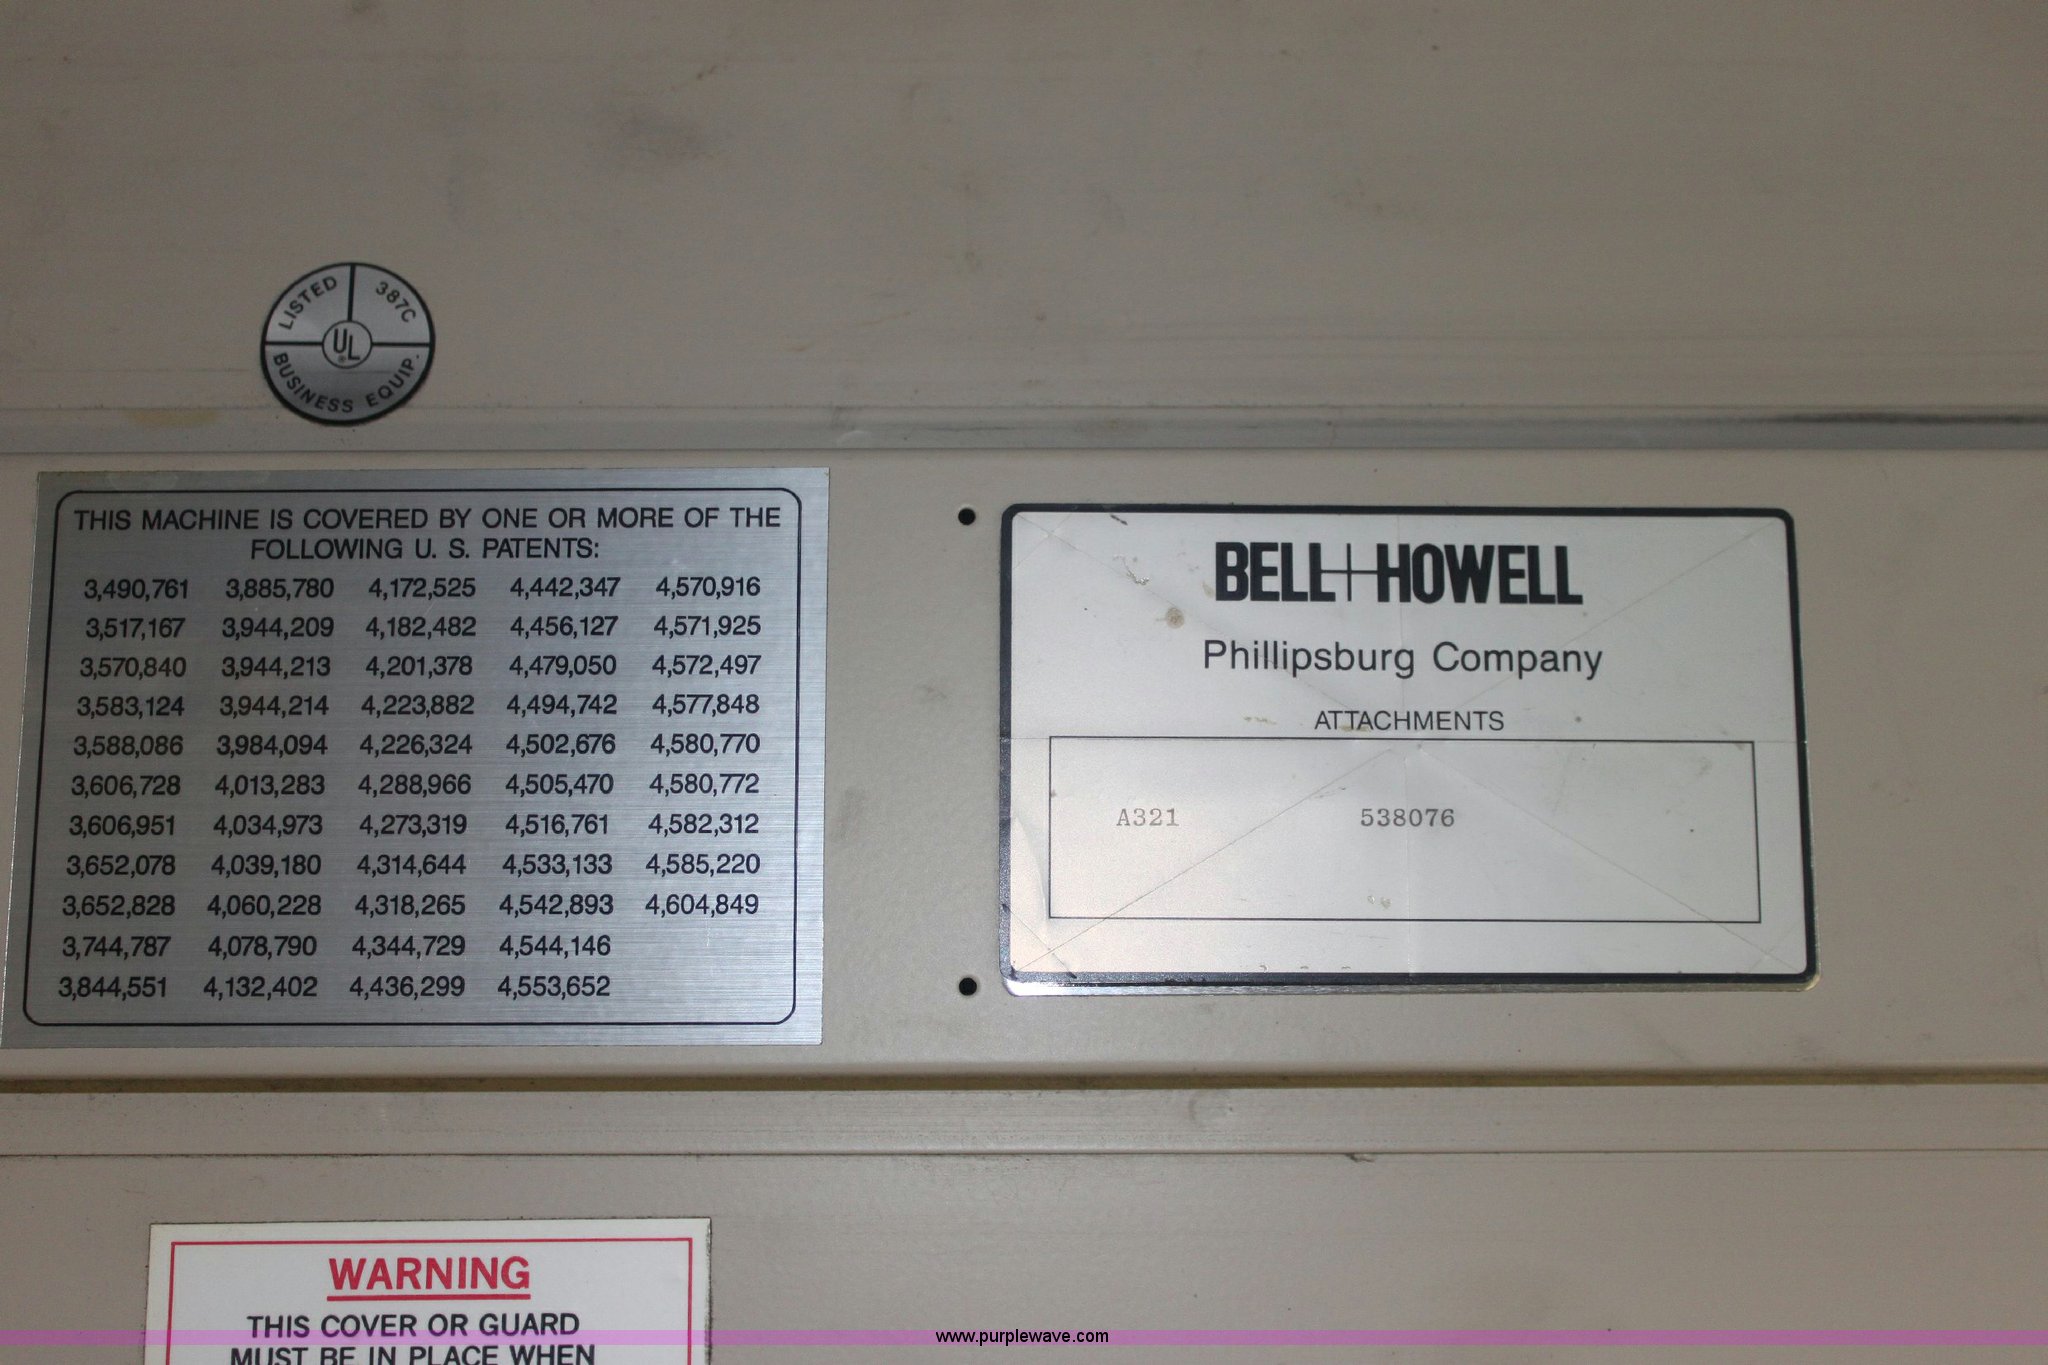 LISTED 387C
UL®
BUSINESS EQUIP.
THIS MACHINE IS COVERED BY ONE OR MORE OF THE
FOLLOWING U. S. PATENTS:
3,490,761 3,885,780 4,172,525 4,442,347 4,570,916
3,517,167 3,944,209 4,182,482 4,456,127 4,571,925
3,570,840 3,944,213 4,201,378 4,479,050 4,572,497
3,583,124 3,944,214 4,223,882 4,494,742 4,577,848
3,588,086 3,984,094 4,226,324 4,502,676 4,580,770
3,606,728 4,013,283 4,288,966 4,505,470 4,580,772
3,606,951 4,034,973 4,273,319 4,516,761 4,582,312
3,652,078 4,039,180 4,314,644 4,533,133 4,585,220
3,652,828 4,060,228 4,318,265 4,542,893 4,604,849
3,744,787 4,078,790 4,344,729 4,544,146
3,844,551 4,132,402 4,436,299 4,553,652
BELL+HOWELL
Phillipsburg Company
ATTACHMENTS
A321 538076
WARNING
THIS COVER OR GUARD
MUST BE IN PLACE WHEN
www.purplewave.com